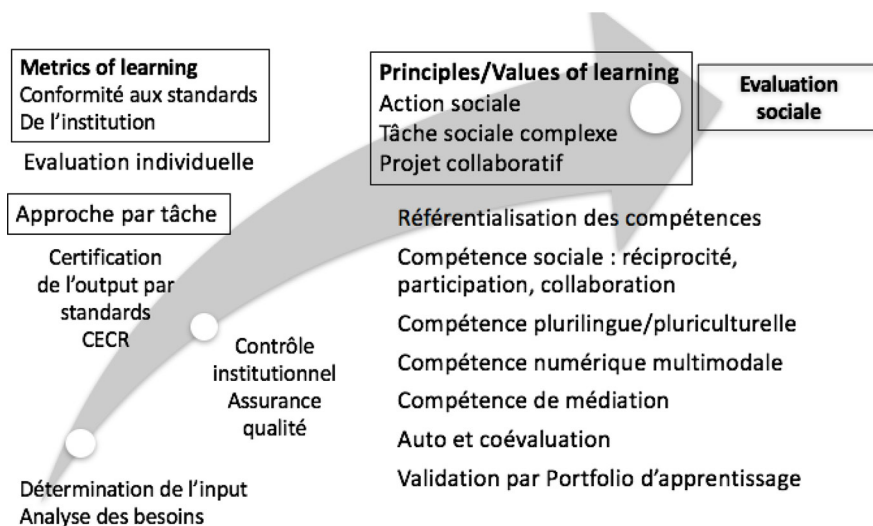 Metrics of learning
Conformité aux standards
De l'institution
Evaluation individuelle
Approche par tâche
Certification
de l'output par
standards
CECR
Contrôle
institutionnel
Assurance
qualité
Détermination de l'input
Analyse des besoins
Principles/Values of learning
Action sociale
Tâche sociale complexe
Projet collaboratif
Evaluation
sociale
Référentialisation des compétences
Compétence sociale : réciprocité,
participation, collaboration
Compétence plurilingue/pluriculturelle
Compétence numérique multimodale
Compétence de médiation
Auto et coévaluation
Validation par Portfolio d'apprentissage